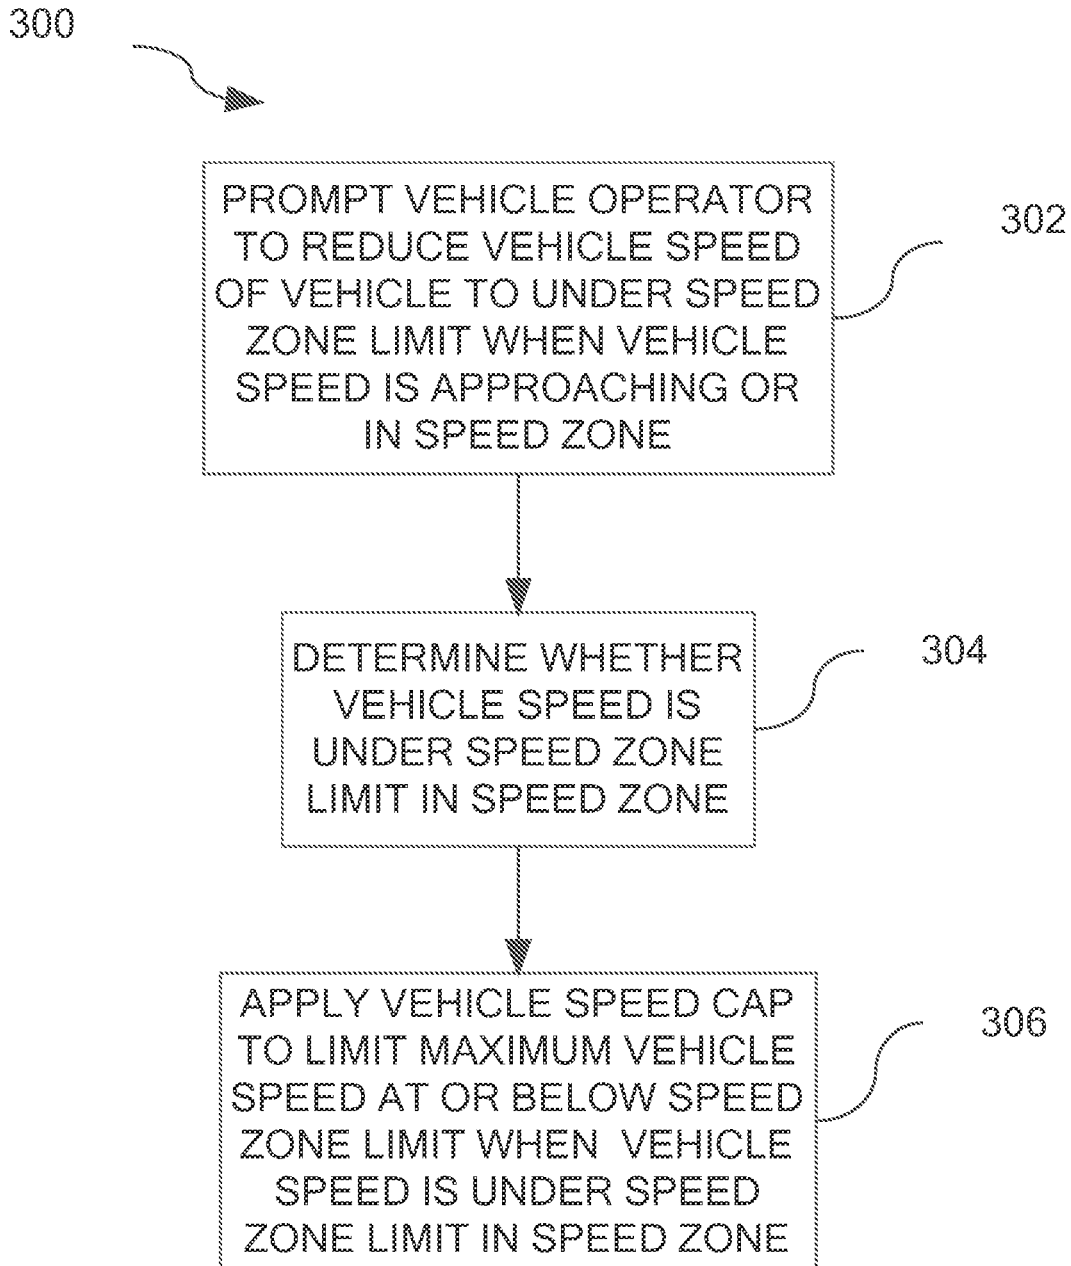 300
PROMPT VEHICLE OPERATOR
TO REDUCE VEHICLE SPEED
OF VEHICLE TO UNDER SPEED
ZONE LIMIT WHEN VEHICLE
SPEED IS APPROACHING OR
IN SPEED ZONE
302
DETERMINE WHETHER
VEHICLE SPEED IS
UNDER SPEED ZONE
LIMIT IN SPEED ZONE
304
APPLY VEHICLE SPEED CAP
TO LIMIT MAXIMUM VEHICLE
SPEED AT OR BELOW SPEED
ZONE LIMIT WHEN VEHICLE
SPEED IS UNDER SPEED
ZONE LIMIT IN SPEED ZONE
306